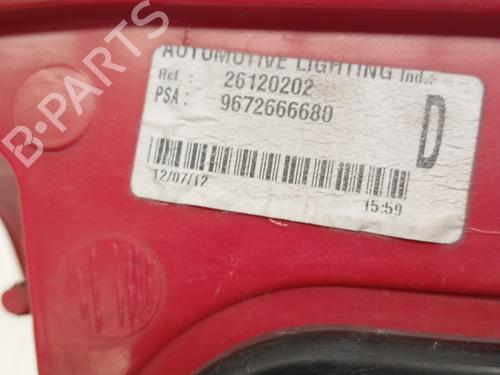 AUTOMOTIVE LIGHTING Ind.:
Ref.: 26120202
PSA: 9672666680
D
12/07/12 15:59
B-PARTS